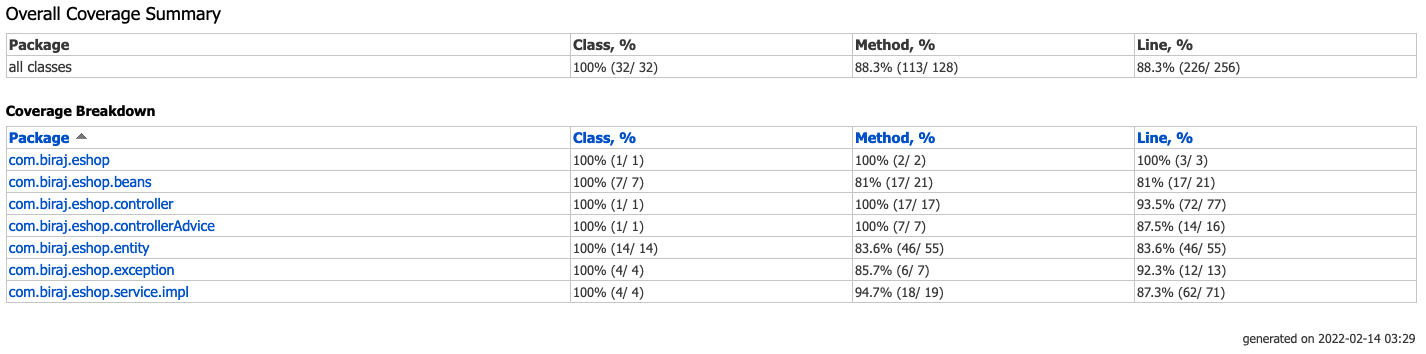 Overall Coverage Summary
Package Class, % Method, % Line, %
all classes 100% (32/ 32) 88.3% (113/ 128) 88.3% (226/ 256)
Coverage Breakdown
Package Class, % Method, % Line, %
com.biraj.eshop 100% (1/ 1) 100% (2/ 2) 100% (3/ 3)
com.biraj.eshop.beans 100% (7/ 7) 81% (17/ 21) 81% (17/ 21)
com.biraj.eshop.controller 100% (1/ 1) 100% (17/ 17) 93.5% (72/ 77)
com.biraj.eshop.controllerAdvice 100% (1/ 1) 100% (7/ 7) 87.5% (14/ 16)
com.biraj.eshop.entity 100% (14/ 14) 83.6% (46/ 55) 83.6% (46/ 55)
com.biraj.eshop.exception 100% (4/ 4) 85.7% (6/ 7) 92.3% (12/ 13)
com.biraj.eshop.service.impl 100% (4/ 4) 94.7% (18/ 19) 87.3% (62/ 71)
generated on 2022-02-14 03:29